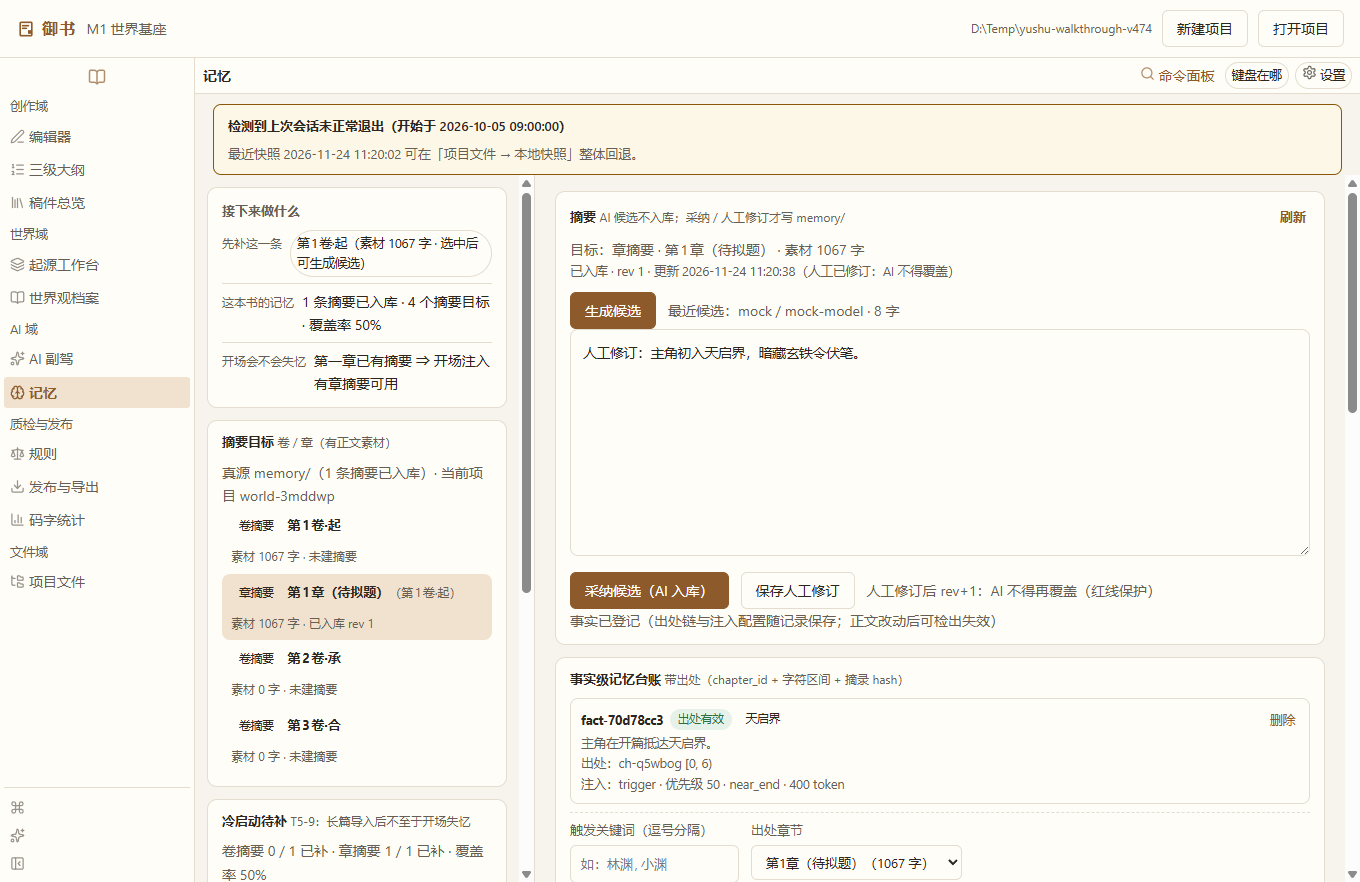 御书 M1 世界基座
D:\Temp\yushu-walkthrough-v474 新建项目 打开项目
创作域
编辑器
三级大纲
稿件总览
世界域
起源工作台
世界观档案
AI 域
AI 副驾
记忆
质检与发布
规则
发布与导出
码字统计
文件域
项目文件
记忆 命令面板 键盘在哪 设置
检测到上次会话未正常退出（开始于 2026-10-05 09:00:00）
最近快照 2026-11-24 11:20:02 可在「项目文件 → 本地快照」整体回退。
接下来做什么
先补这一条 第1卷·起（素材 1067 字 · 选中后
可生成候选）
这本书的记忆 1 条摘要已入库 · 4 个摘要目标
· 覆盖率 50%
开场会不会失忆 第一章已有摘要 ⇒ 开场注入
有章摘要可用
摘要目标 卷 / 章（有正文素材）
真源 memory/（1 条摘要已入库）· 当前项
目 world-3mddwp
卷摘要 第1卷·起
素材 1067 字 · 未建摘要
章摘要 第1章（待拟题）（第1卷·起）
素材 1067 字 · 已入库 rev 1
卷摘要 第2卷·承
素材 0 字 · 未建摘要
卷摘要 第3卷·合
素材 0 字 · 未建摘要
冷启动待补 T5-9：长篇导入后不至于开场失忆
卷摘要 0 / 1 已补 · 章摘要 1 / 1 已补 · 覆盖
率 50%
摘要 AI 候选不入库；采纳 / 人工修订才写 memory/ 刷新
目标：章摘要 · 第1章（待拟题） · 素材 1067 字
已入库 · rev 1 · 更新 2026-11-24 11:20:38（人工已修订：AI 不得覆盖）
生成候选 最近候选：mock / mock-model · 8 字
人工修订：主角初入天启界，暗藏玄铁令伏笔。
采纳候选（AI 入库） 保存人工修订 人工修订后 rev+1：AI 不得再覆盖（红线保护）
事实已登记（出处链与注入配置随记录保存；正文改动后可检出失效）
事实级记忆台账 带出处（chapter_id + 字符区间 + 摘录 hash）
fact-70d78cc3 出处有效 天启界 删除
主角在开篇抵达天启界。
出处：ch-q5wbog [0, 6)
注入：trigger · 优先级 50 · near_end · 400 token
触发关键词（逗号分隔） 出处章节
如：林渊, 小渊 第1章（待拟题）（1067 字）